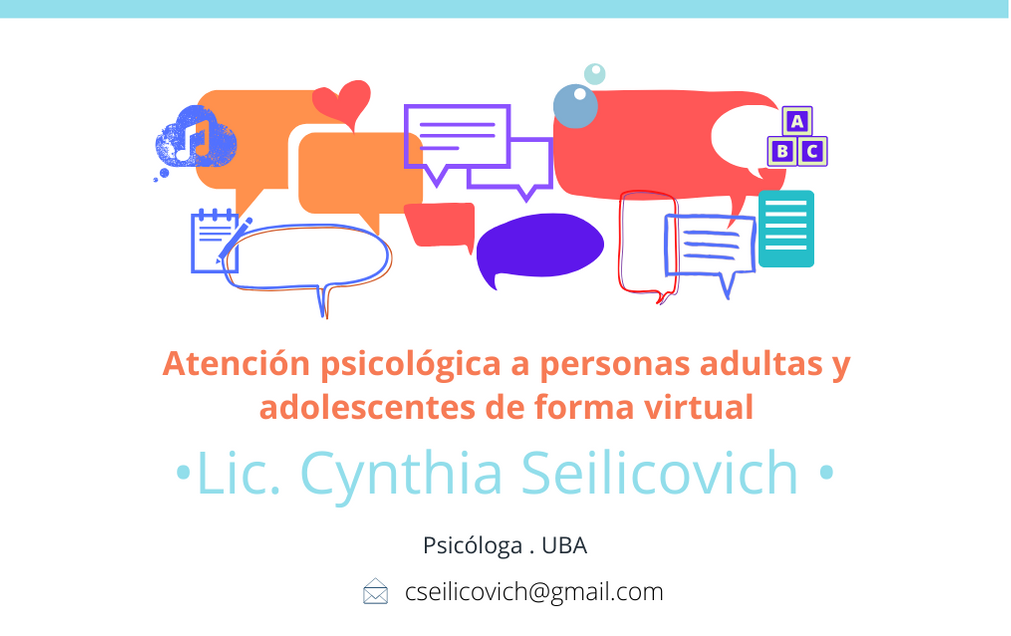 A
B C
Atención psicológica a personas adultas y
adolescentes de forma virtual
•Lic. Cynthia Seilicovich •
Psicóloga . UBA
cseilicovich@gmail.com